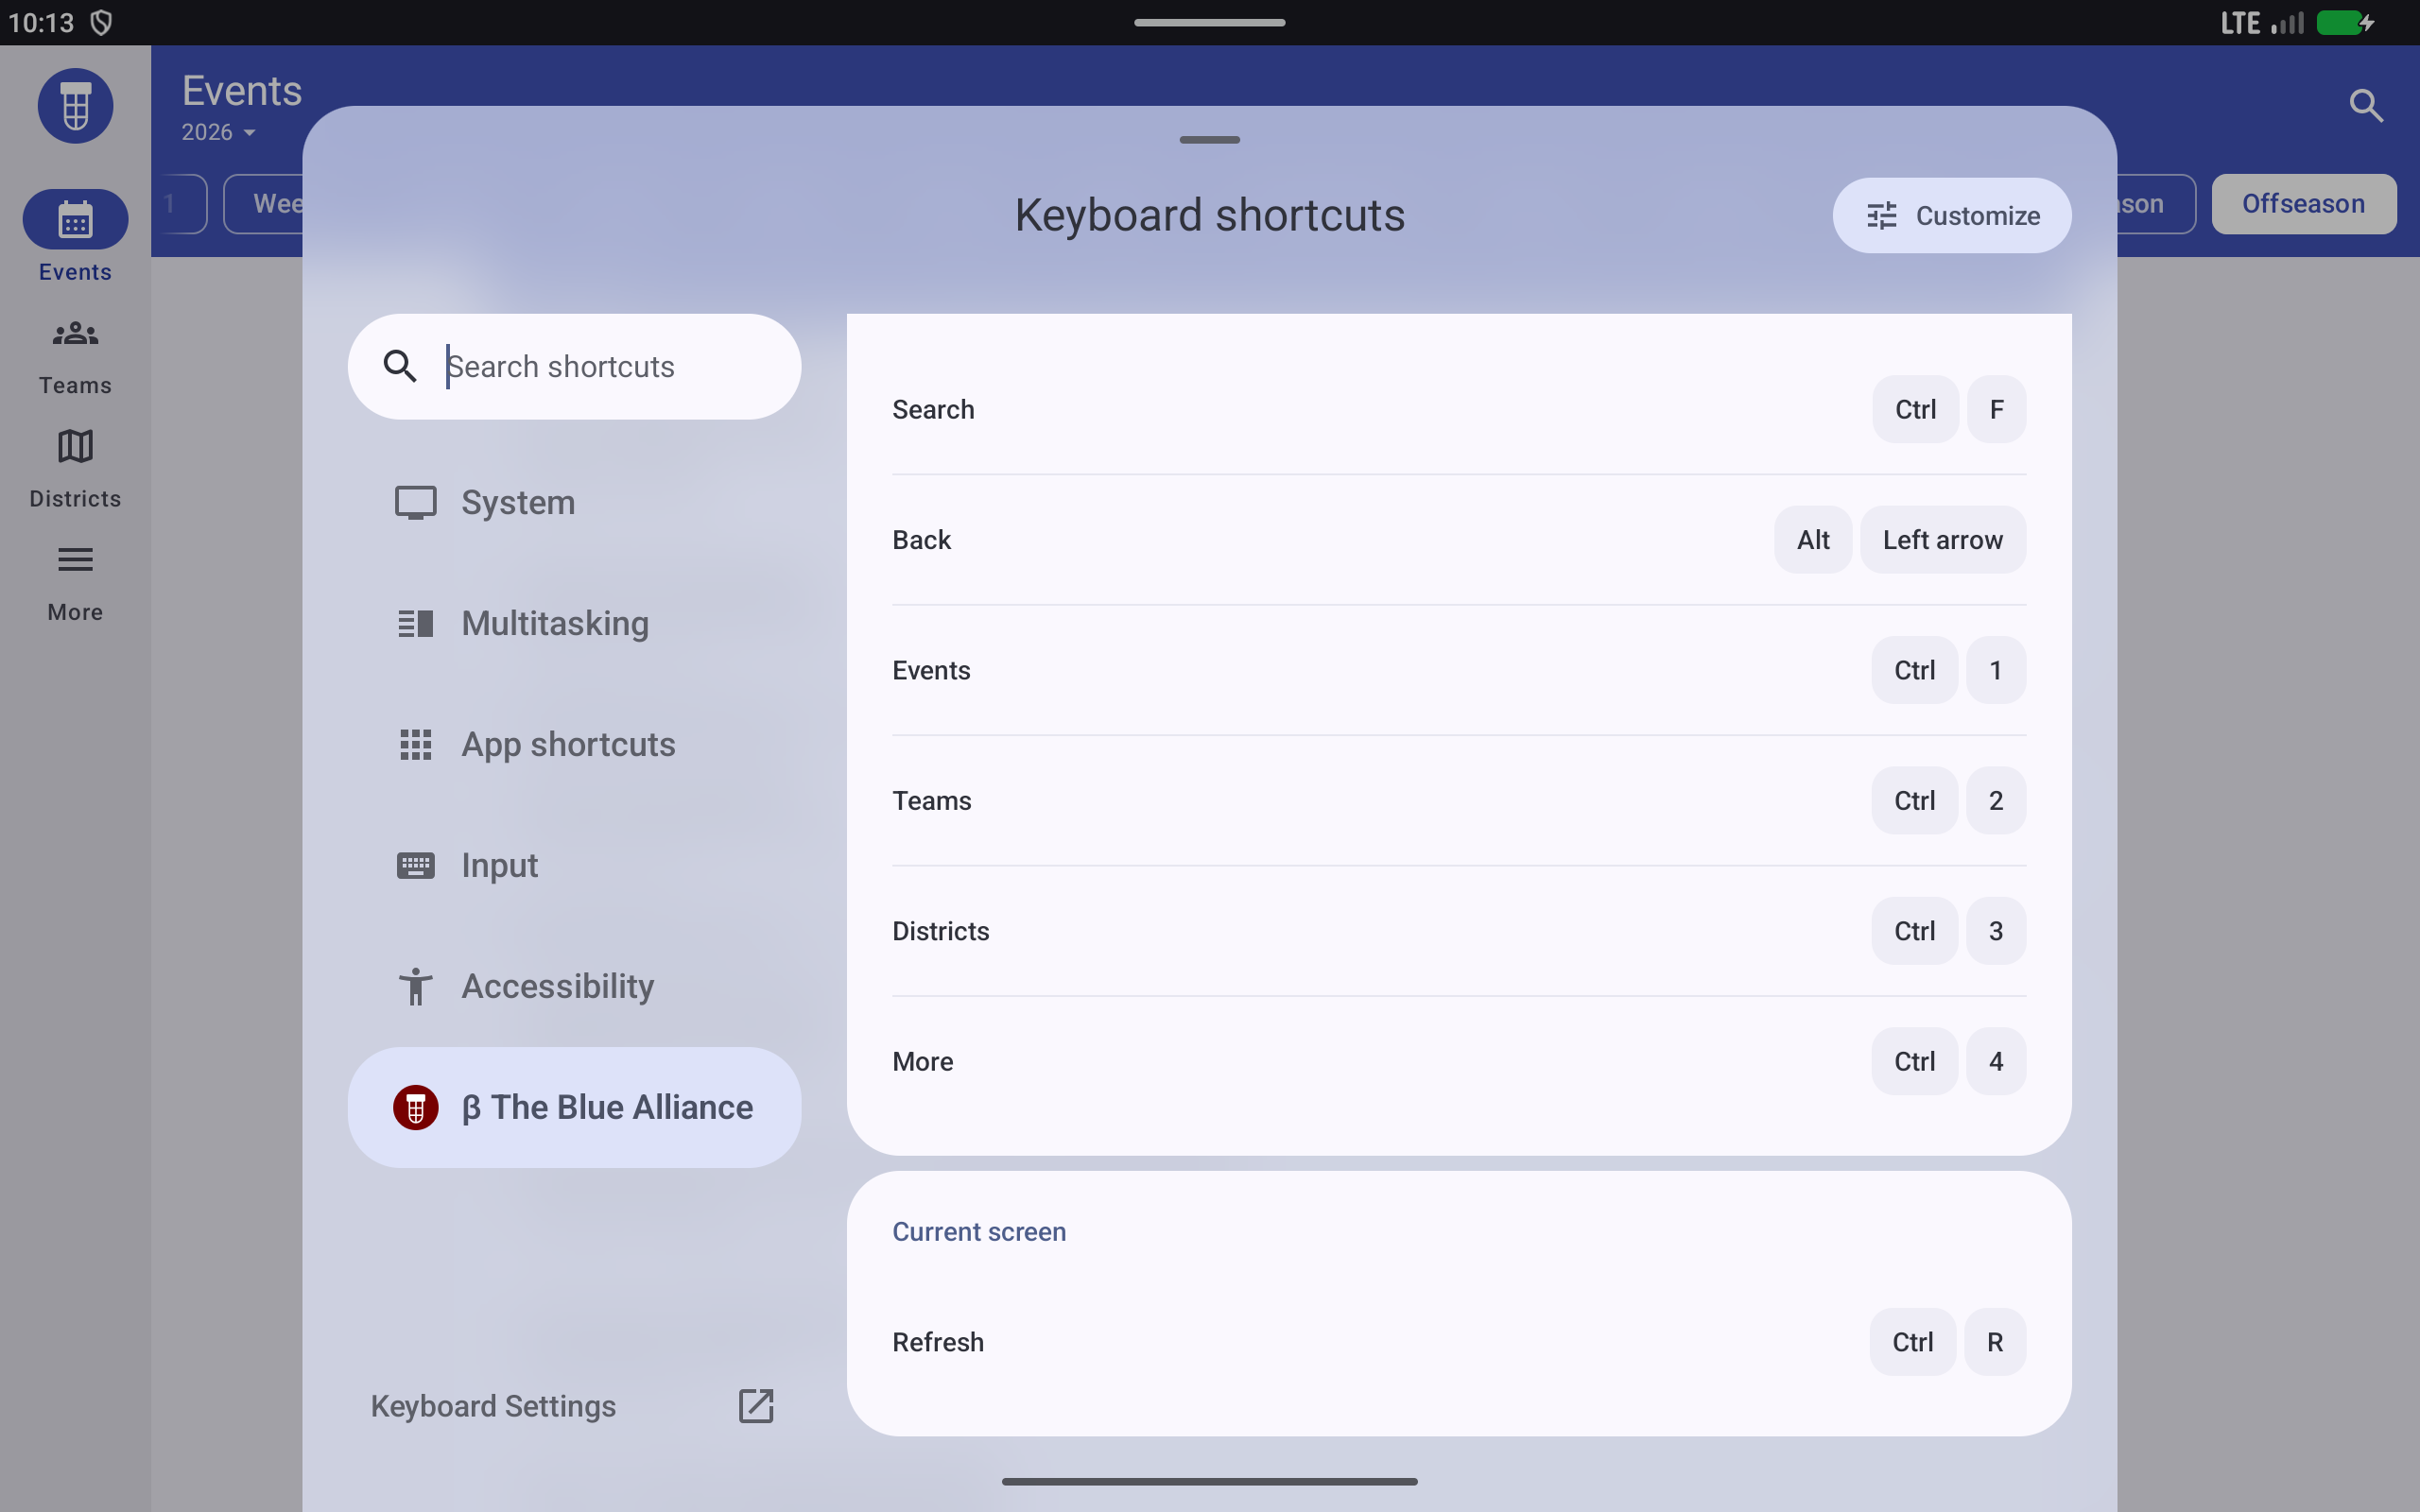 10:13
LTE
Events
2026
1
Wee
son
Offseason
Events
Teams
Districts
More
Keyboard shortcuts
Customize
Search shortcuts
System
Multitasking
App shortcuts
Input
Accessibility
β The Blue Alliance
Keyboard Settings
Search Ctrl F
Back Alt Left arrow
Events Ctrl 1
Teams Ctrl 2
Districts Ctrl 3
More Ctrl 4
Current screen
Refresh Ctrl R